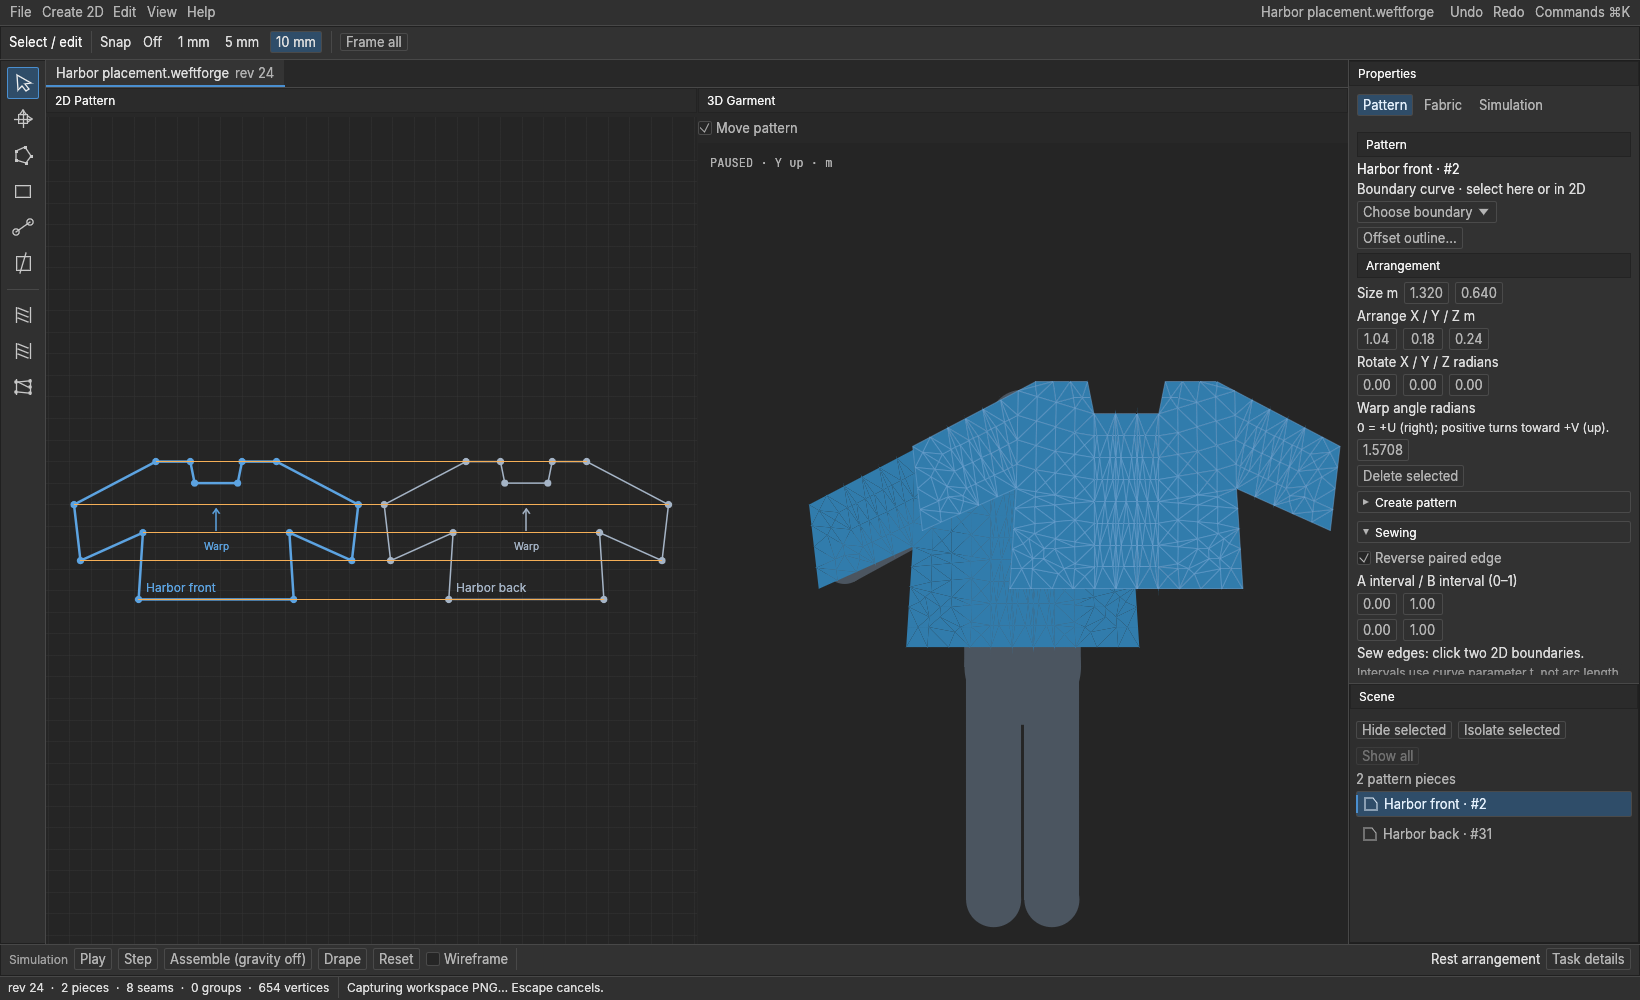 File Create 2D Edit View Help
Harbor placement.weftforge Undo Redo Commands ⌘K
Select / edit Snap Off 1 mm 5 mm 10 mm Frame all
Harbor placement.weftforge rev 24
2D Pattern
3D Garment
Move pattern
PAUSED · Y up · m
Warp
Warp
Harbor front
Harbor back
Properties
Pattern Fabric Simulation
Pattern
Harbor front · #2
Boundary curve · select here or in 2D
Choose boundary
Offset outline...
Arrangement
Size m 1.320 0.640
Arrange X / Y / Z m
1.04 0.18 0.24
Rotate X / Y / Z radians
0.00 0.00 0.00
Warp angle radians
0 = +U (right); positive turns toward +V (up).
1.5708
Delete selected
Create pattern
Sewing
Reverse paired edge
A interval / B interval (0–1)
0.00 1.00
0.00 1.00
Sew edges: click two 2D boundaries.
Intervals use curve parameter t, not arc length
Scene
Hide selected Isolate selected
Show all
2 pattern pieces
Harbor front · #2
Harbor back · #31
Simulation Play Step Assemble (gravity off) Drape Reset Wireframe
Rest arrangement Task details
rev 24 · 2 pieces · 8 seams · 0 groups · 654 vertices Capturing workspace PNG... Escape cancels.